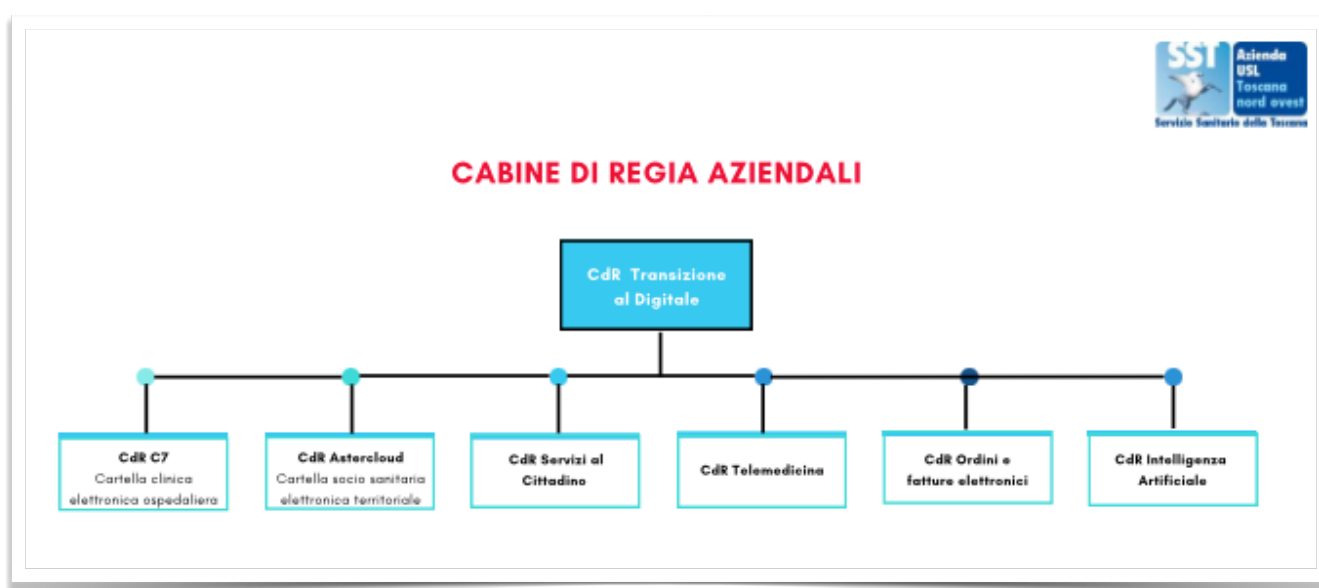 SST
Azienda
USL
Toscana
nord ovest
Servizio Sanitario della Toscana
CABINE DI REGIA AZIENDALI
CdR Transizione
al Digitale
CdR C7
Cartella clinica
elettronica ospedaliera
CdR Astercloud
Cartella socio sanitaria
elettronica territoriale
CdR Servizi al
Cittadino
CdR Telemedicina
CdR Ordini e
fatture elettronici
CdR Intelligenza
Artificiale